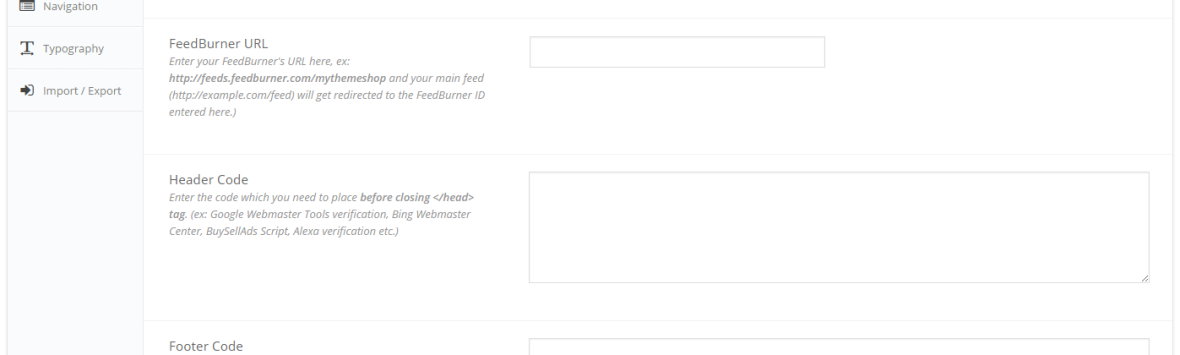 Navigation
Typography
Import / Export
FeedBurner URL
Enter your FeedBurner's URL here, ex:
http://feeds.feedburner.com/mythemeshop and your main feed
(http://example.com/feed) will get redirected to the FeedBurner ID
entered here.)
Header Code
Enter the code which you need to place before closing </head>
tag. (ex: Google Webmaster Tools verification, Bing Webmaster
Center, BuySellAds Script, Alexa verification etc.)
Footer Code